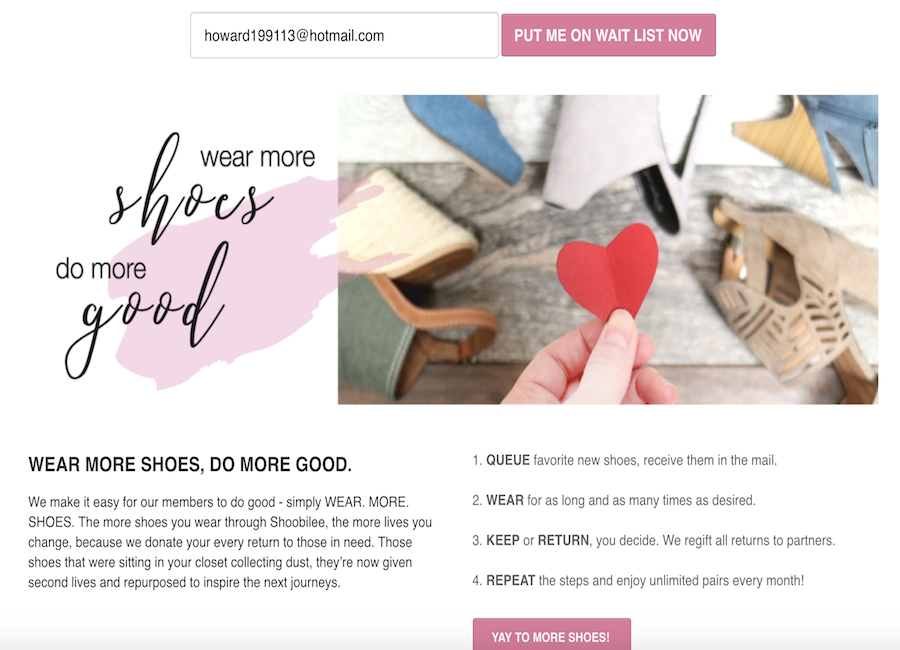 howard199113@hotmail.com PUT ME ON WAIT LIST NOW
wear more
shoes
do more
good
WEAR MORE SHOES, DO MORE GOOD.
We make it easy for our members to do good - simply WEAR. MORE.
SHOES. The more shoes you wear through Shoobilee, the more lives you
change, because we donate your every return to those in need. Those
shoes that were sitting in your closet collecting dust, they're now given
second lives and repurposed to inspire the next journeys.
1. QUEUE favorite new shoes, receive them in the mail.
2. WEAR for as long and as many times as desired.
3. KEEP or RETURN, you decide. We regift all returns to partners.
4. REPEAT the steps and enjoy unlimited pairs every month!
YAY TO MORE SHOES!